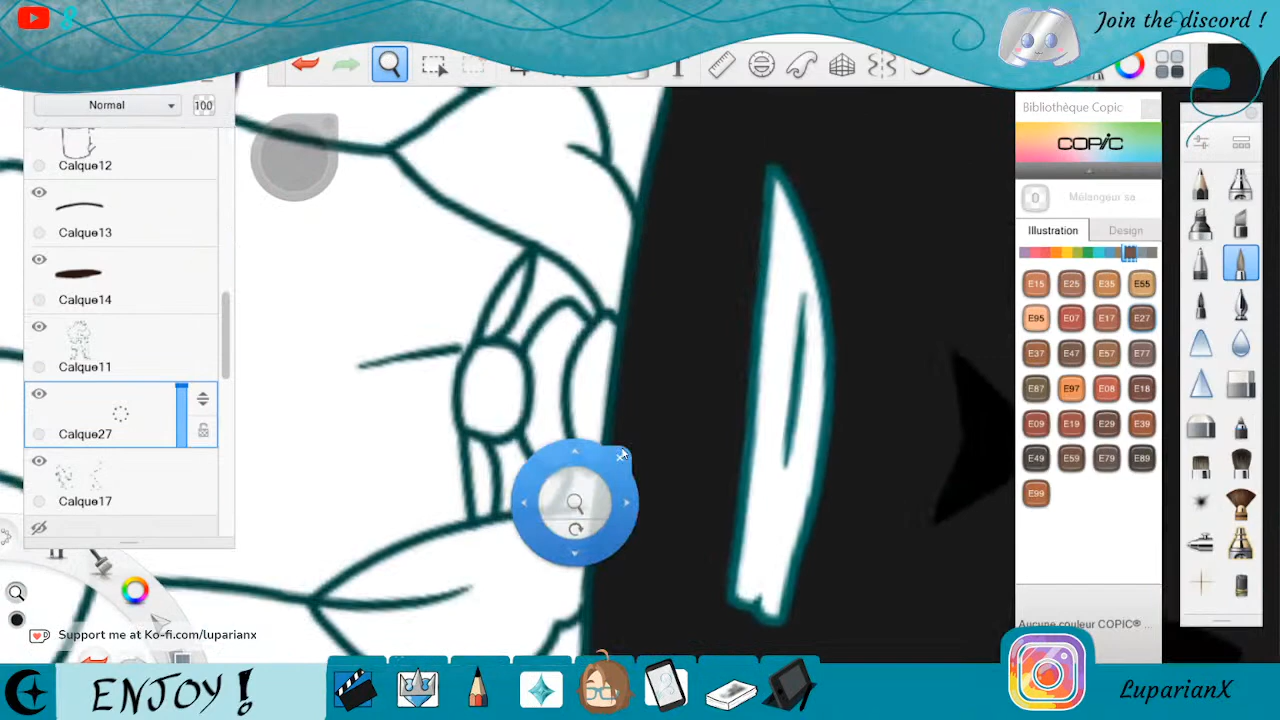 Join the discord !
Normal
100
Calque12
Calque13
Calque14
Calque11
Calque27
Calque17
Bibliothèque Copic
COPIC
0
Mélangeur sa
Illustration
Design
E15 E25 E35 E55
E95 E07 E17 E27
E37 E47 E57 E77
E87 E97 E08 E18
E09 E19 E29 E39
E49 E59 E79 E89
E99
Aucune couleur COPIC® ...
Support me at Ko-fi.com/luparianx
ENJOY !
LuparianX